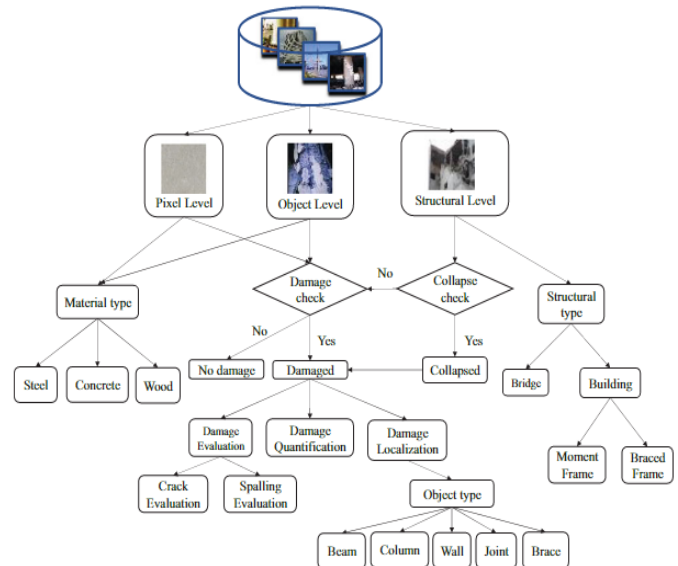 Pixel Level
Object Level
Structural Level
Material type
Damage
check
No
Collapse
check
Structural
type
No
Yes
Yes
Steel
Concrete
Wood
No damage
Damaged
Collapsed
Bridge
Building
Damage
Evaluation
Damage
Quantification
Damage
Localization
Moment
Frame
Braced
Frame
Crack
Evaluation
Spalling
Evaluation
Object type
Beam
Column
Wall
Joint
Brace